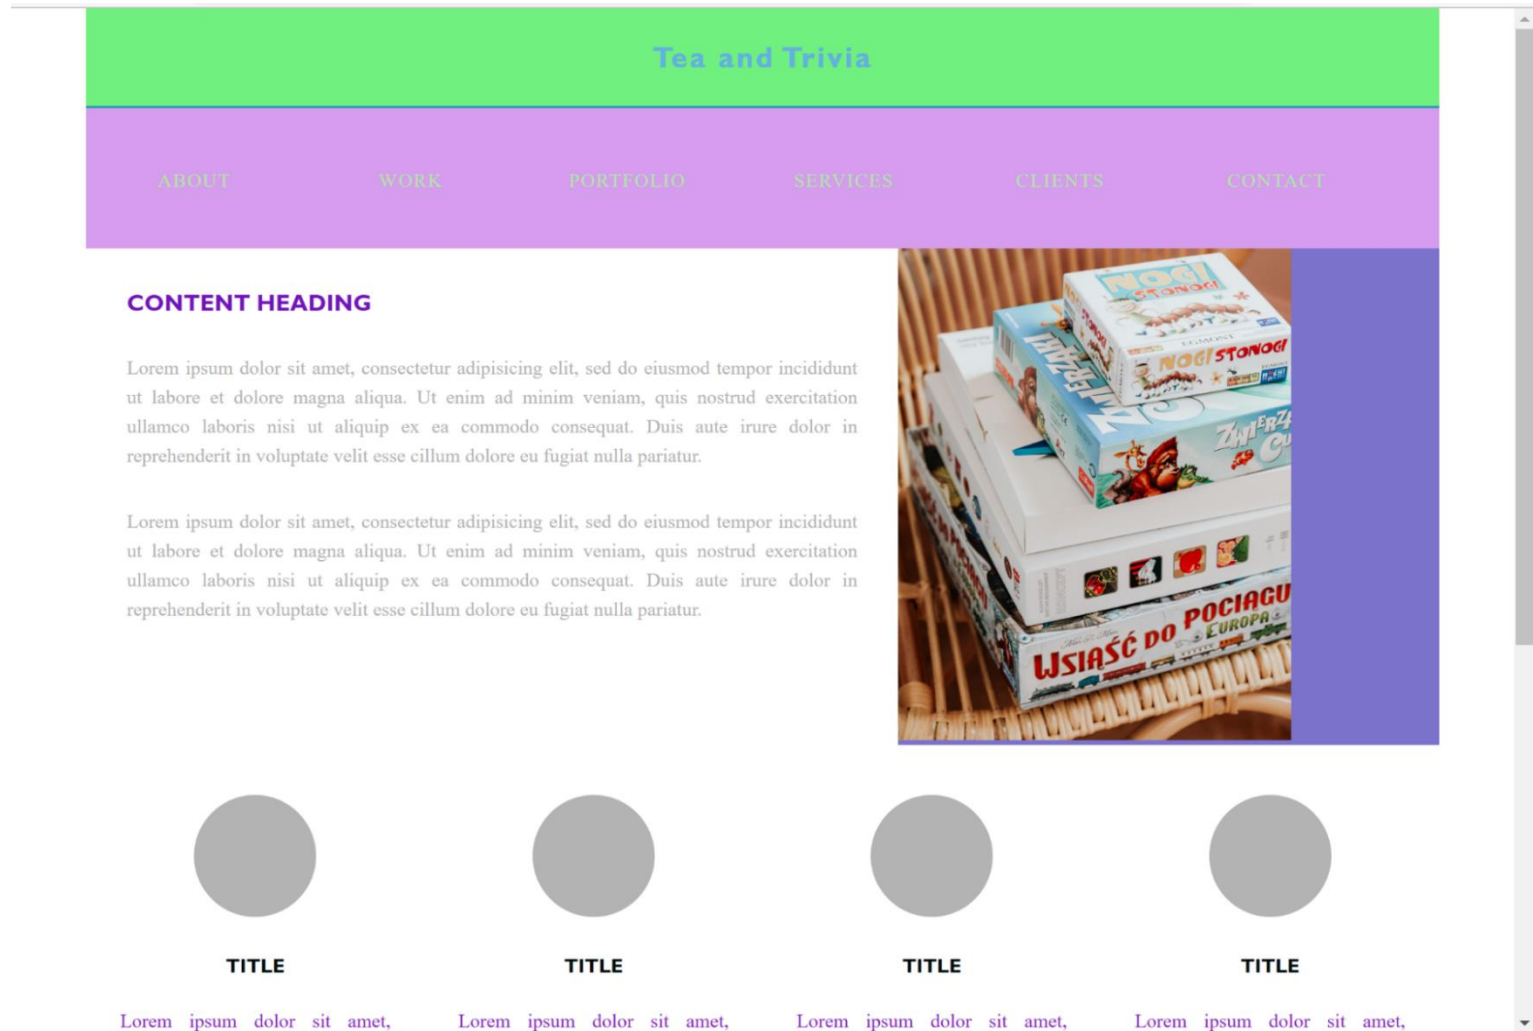 Tea and Trivia
ABOUT WORK PORTFOLIO SERVICES CLIENTS CONTACT
CONTENT HEADING
Lorem ipsum dolor sit amet, consectetur adipisicing elit, sed do eiusmod tempor incididunt
ut labore et dolore magna aliqua. Ut enim ad minim veniam, quis nostrud exercitation
ullamco laboris nisi ut aliquip ex ea commodo consequat. Duis aute irure dolor in
reprehenderit in voluptate velit esse cillum dolore eu fugiat nulla pariatur.
Lorem ipsum dolor sit amet, consectetur adipisicing elit, sed do eiusmod tempor incididunt
ut labore et dolore magna aliqua. Ut enim ad minim veniam, quis nostrud exercitation
ullamco laboris nisi ut aliquip ex ea commodo consequat. Duis aute irure dolor in
reprehenderit in voluptate velit esse cillum dolore eu fugiat nulla pariatur.
NOGI
STONOGI
EGMONT
NOGI STONOGI
WSIĄŚĆ DO POCIĄGU
EUROPA
TITLE
Lorem ipsum dolor sit amet,
TITLE
Lorem ipsum dolor sit amet,
TITLE
Lorem ipsum dolor sit amet,
TITLE
Lorem ipsum dolor sit amet,